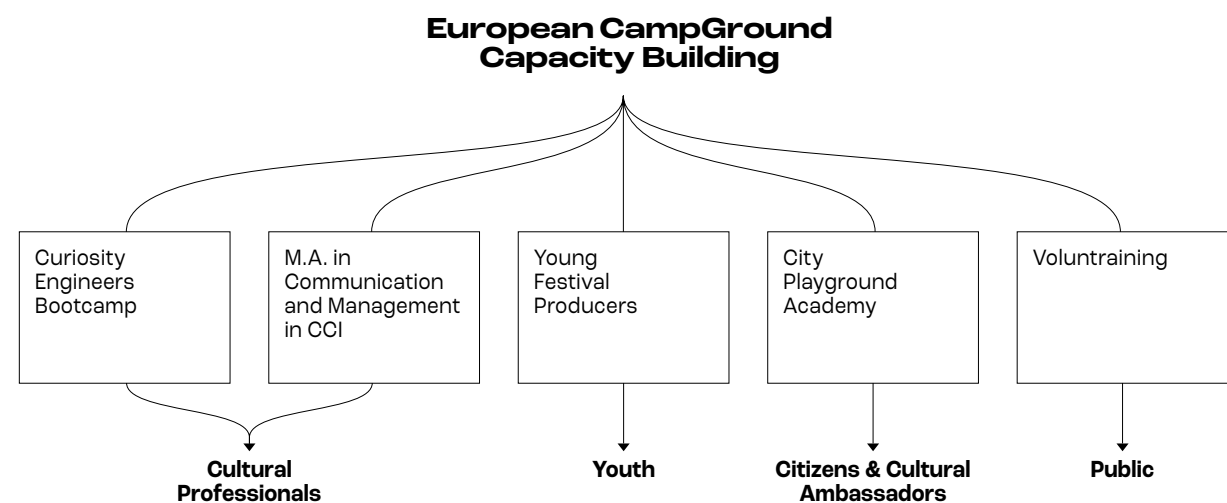 European CampGround
Capacity Building
Curiosity
Engineers
Bootcamp
M.A. in
Communication
and Management
in CCI
Young
Festival
Producers
City
Playground
Academy
Voluntraining
Cultural
Professionals
Youth
Citizens & Cultural
Ambassadors
Public